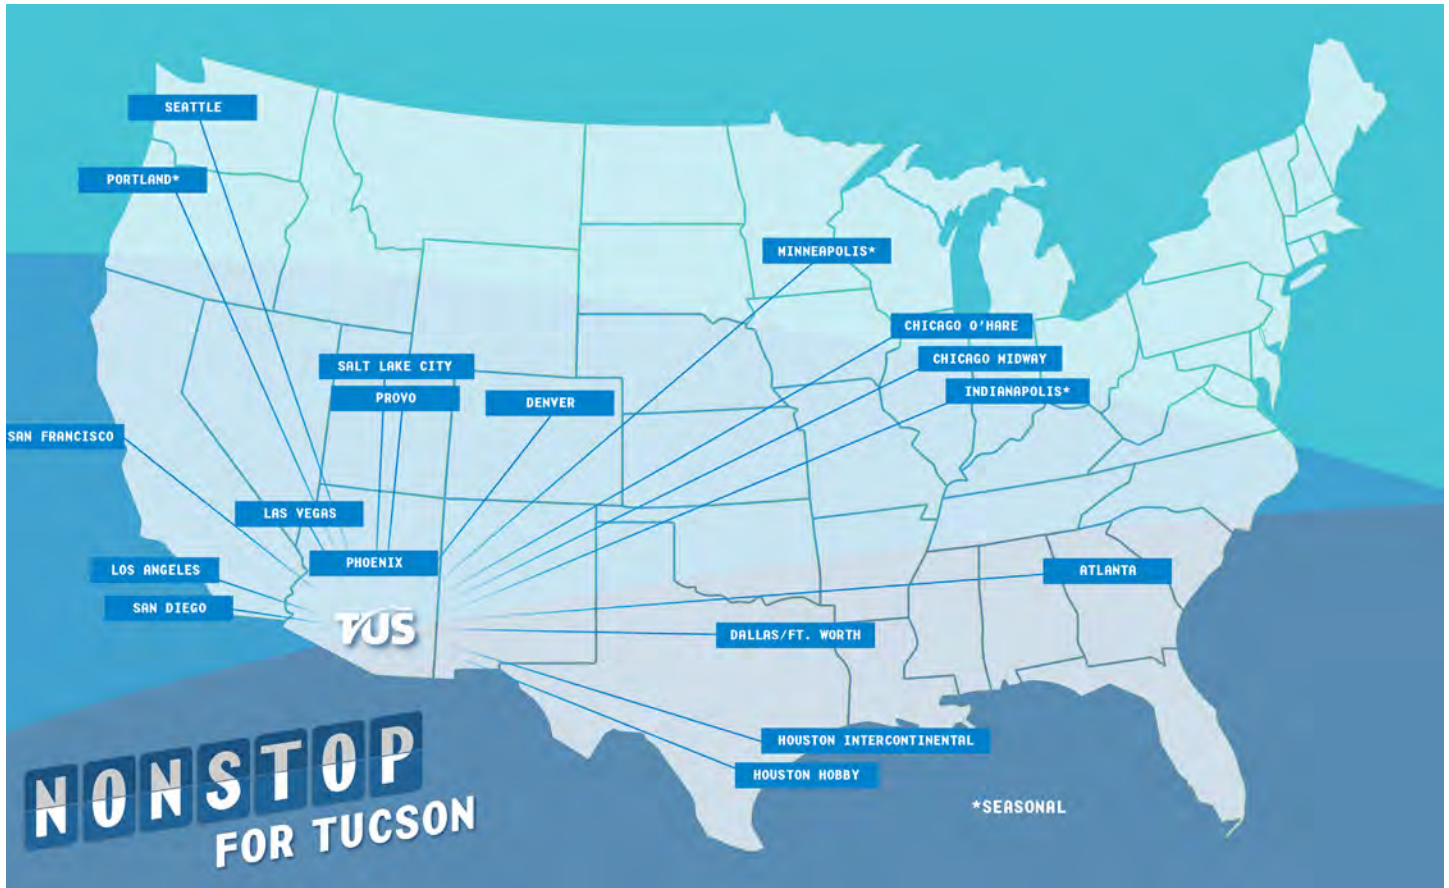 SEATTLE
PORTLAND*
MINNEAPOLIS*
CHICAGO O'HARE
CHICAGO MIDWAY
SALT LAKE CITY
INDIANAPOLIS*
PROVO
DENVER
SAN FRANCISCO
LAS VEGAS
PHOENIX
LOS ANGELES
ATLANTA
SAN DIEGO
TUS
DALLAS/FT. WORTH
HOUSTON INTERCONTINENTAL
HOUSTON HOBBY
*SEASONAL
NONSTOP
FOR TUCSON